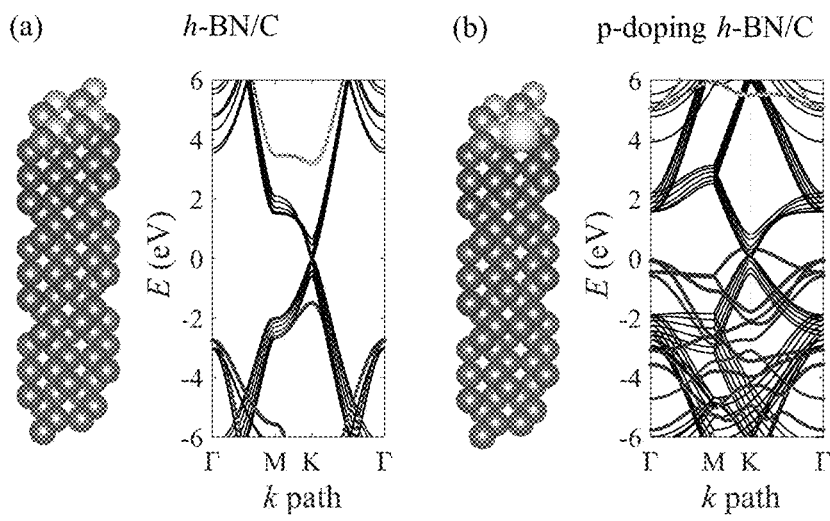 (a) h-BN/C
(b) p-doping h-BN/C
6
4
2
0
-2
-4
-6
E (eV)
Γ M K Γ
k path
6
4
2
0
-2
-4
-6
E (eV)
Γ M K Γ
k path